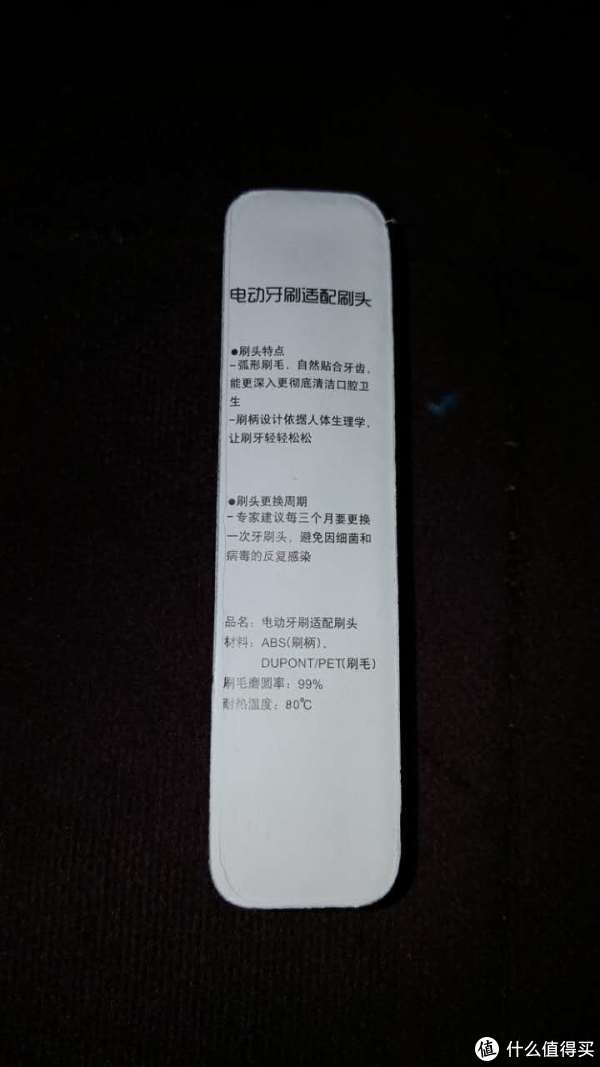 电动牙刷适配刷头
●刷头特点
-弧形刷毛，自然贴合牙齿，
能更深入更彻底清洁口腔卫
生
-刷柄设计依据人体生理学，
让刷牙轻轻松松
●刷头更换周期
-专家建议每三个月要更换
一次牙刷头，避免因细菌和
病毒的反复感染
品名：电动牙刷适配刷头
材料：ABS(刷柄)、
DUPONT/PET(刷毛)
刷毛磨圆率：99%
耐热温度：80℃
值 什么值得买